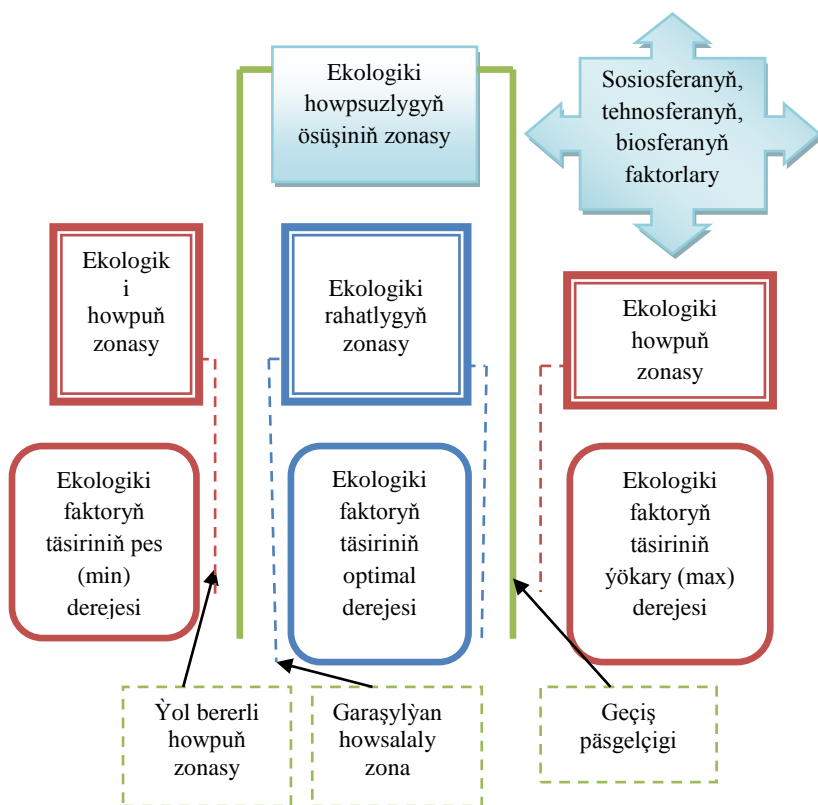 Ekologiki
howpsuzlygyň
ösüşiniň zonasy
Sosiosferanyň,
tehnosferanyň,
biosferanyň
faktorlary
Ekologik
i
howpuň
zonasy
Ekologiki
rahatlygyň
zonasy
Ekologiki
howpuň
zonasy
Ekologiki
faktoryň
täsiriniň pes
(min)
derejesi
Ekologiki
faktoryň
täsiriniň
optimal
derejesi
Ekologiki
faktoryň
täsiriniň
ýökary (max)
derejesi
Ỳol bererli
howpuň
zonasy
Garaşylỳan
howsalaly
zona
Geçiş
päsgelçigi